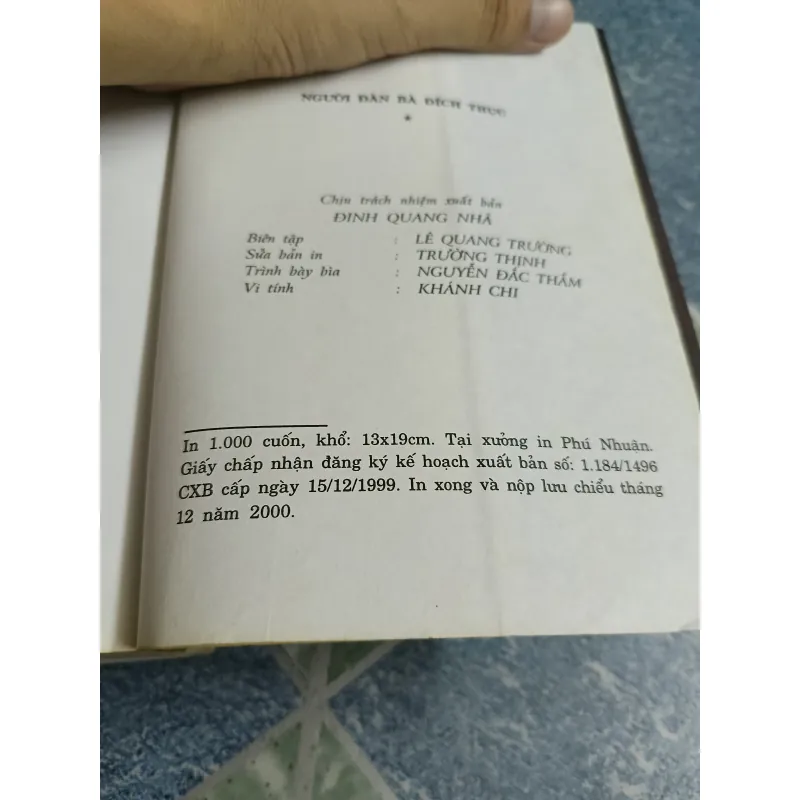 NGƯỜI ĐÀN BÀ ĐÍCH THỰC
*
Chịu trách nhiệm xuất bản
ĐINH QUANG NHÃ
Biên tập : LÊ QUANG TRƯỜNG
Sửa bản in : TRƯỜNG THỊNH
Trình bày bìa : NGUYỄN ĐẮC THẮM
Vi tính : KHÁNH CHI
In 1.000 cuốn, khổ: 13x19cm. Tại xưởng in Phú Nhuận.
Giấy chấp nhận đăng ký kế hoạch xuất bản số: 1.184/1496
CXB cấp ngày 15/12/1999. In xong và nộp lưu chiểu tháng
12 năm 2000.